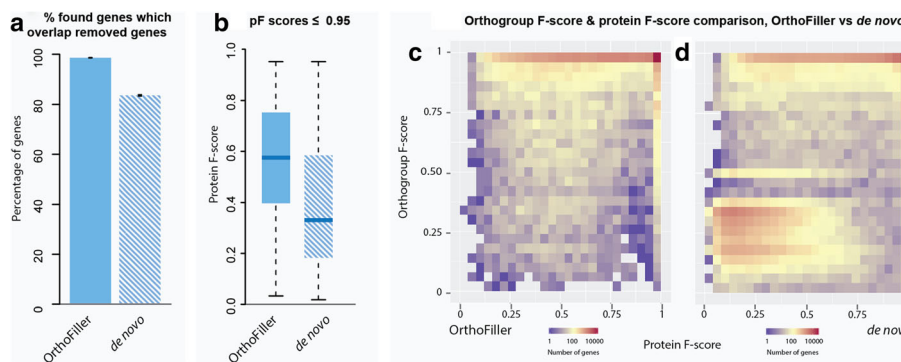 a
% found genes which
overlap removed genes
Percentage of genes
0
20
40
60
80
100
OrthoFiller
de novo
b
pF scores ≤ 0.95
Protein F-score
0.0
0.2
0.4
0.6
0.8
1.0
OrthoFiller
de novo
Orthogroup F-score & protein F-score comparison, OrthoFiller vs de novo
c
Orthogroup F-score
1
0.75
0.50
0.25
0
0
0.25
0.5
0.75
1
OrthoFiller
1 100 10000
Number of genes
Protein F-score
d
0
0.25
0.5
0.75
de nov
1 100 10000
Number of genes